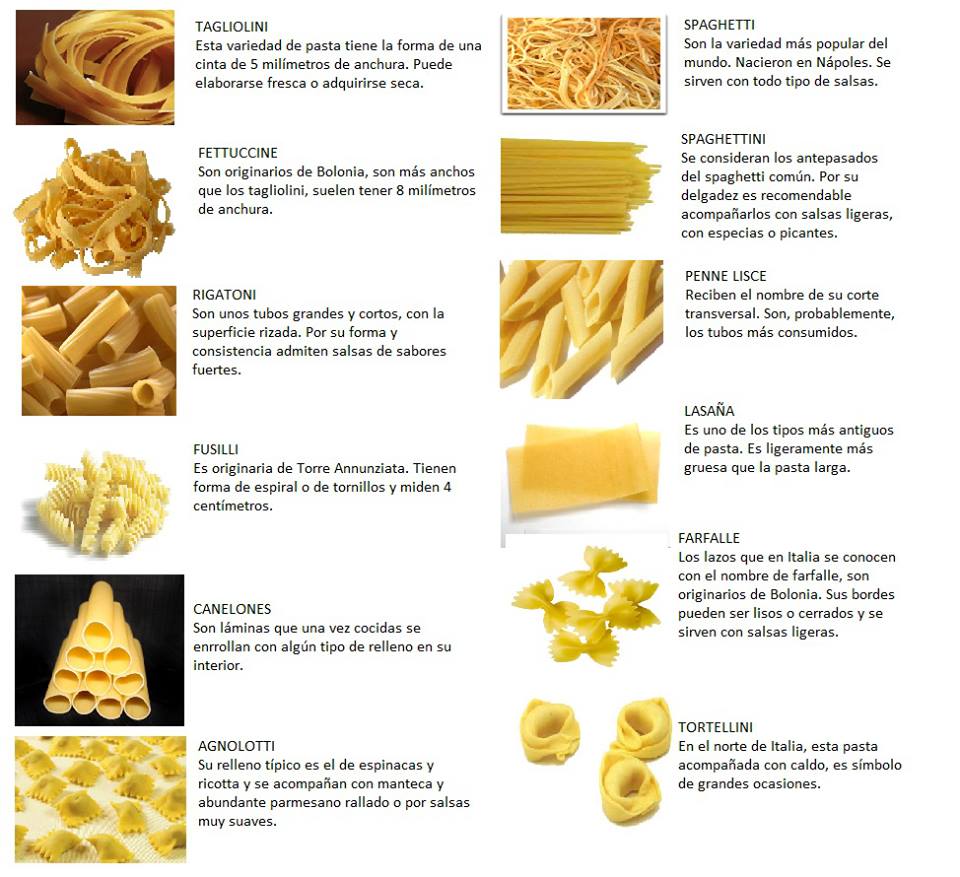 TAGLIOLINI
Esta variedad de pasta tiene la forma de una
cinta de 5 milímetros de anchura. Puede
elaborarse fresca o adquirirse seca.
FETTUCCINE
Son originarios de Bolonia, son más anchos
que los tagliolini, suelen tener 8 milímetros
de anchura.
RIGATONI
Son unos tubos grandes y cortos, con la
superficie rizada. Por su forma y
consistencia admiten salsas de sabores
fuertes.
FUSILLI
Es originaria de Torre Annunziata. Tienen
forma de espiral o de tornillos y miden 4
centímetros.
CANELONES
Son láminas que una vez cocidas se
enrrollan con algún tipo de relleno en su
interior.
AGNOLOTTI
Su relleno típico es el de espinacas y
ricotta y se acompañan con manteca y
abundante parmesano rallado o por salsas
muy suaves.
SPAGHETTI
Son la variedad más popular del
mundo. Nacieron en Nápoles. Se
sirven con todo tipo de salsas.
SPAGHETTINI
Se consideran los antepasados
del spaghetti común. Por su
delgadez es recomendable
acompañarlos con salsas ligeras,
con especias o picantes.
PENNE LISCE
Reciben el nombre de su corte
transversal. Son, probablemente,
los tubos más consumidos.
LASAÑA
Es uno de los tipos más antiguos
de pasta. Es ligeramente más
gruesa que la pasta larga.
FARFALLE
Los lazos que en Italia se conocen
con el nombre de farfalle, son
originarios de Bolonia. Sus bordes
pueden ser lisos o cerrados y se
sirven con salsas ligeras.
TORTELLINI
En el norte de Italia, esta pasta
acompañada con caldo, es símbolo
de grandes ocasiones.